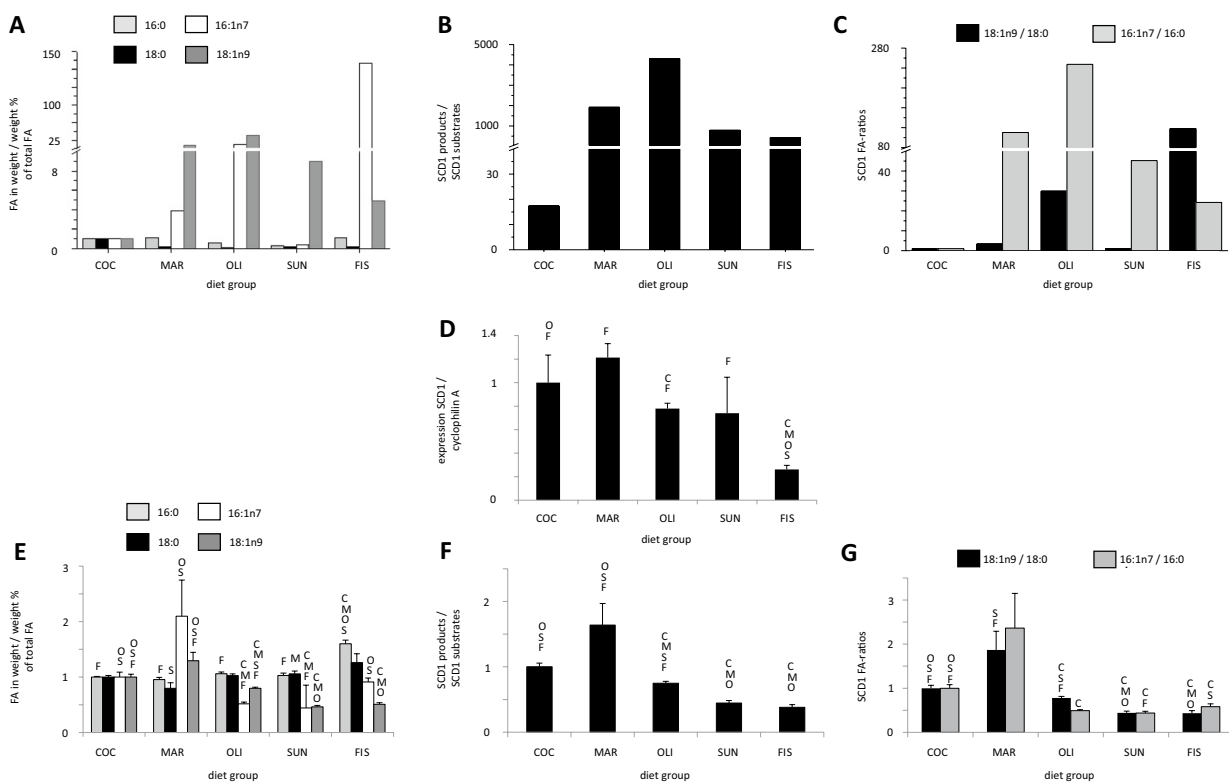 A
16:0
16:1n7
18:0
18:1n9
FA in weight / weight %
of total FA
150
100
25
8
0
COC
MAR
OLI
SUN
FIS
diet group
B
SCD1 products /
SCD1 substrates
5000
1000
30
0
COC
MAR
OLI
SUN
FIS
diet group
C
18:1n9 / 18:0
16:1n7 / 16:0
SCD1 FA-ratios
280
80
40
0
COC
MAR
OLI
SUN
FIS
diet group
D
expression SCD1 /
cyclophilin A
1.4
1
0
O
F
F
C
F
F
C
M
O
S
COC
MAR
OLI
SUN
FIS
diet group
E
16:0
16:1n7
18:0
18:1n9
FA in weight / weight %
of total FA
3
2
1
0
F
O
S
O
S
F
F
S
O
S
O
S
F
F
C
M
F
C
M
S
F
F
M
C
M
F
C
M
O
C
M
O
S
O
S
C
M
O
COC
MAR
OLI
SUN
FIS
diet group
F
SCD1 products /
SCD1 substrates
2
1
0
O
S
F
O
S
F
C
M
S
F
C
M
O
C
M
O
COC
MAR
OLI
SUN
FIS
diet group
G
18:1n9 / 18:0
16:1n7 / 16:0
SCD1 FA-ratios
3
2
1
0
O
S
F
O
S
F
S
F
C
S
F
C
C
M
O
C
F
C
M
O
C
S
COC
MAR
OLI
SUN
FIS
diet group